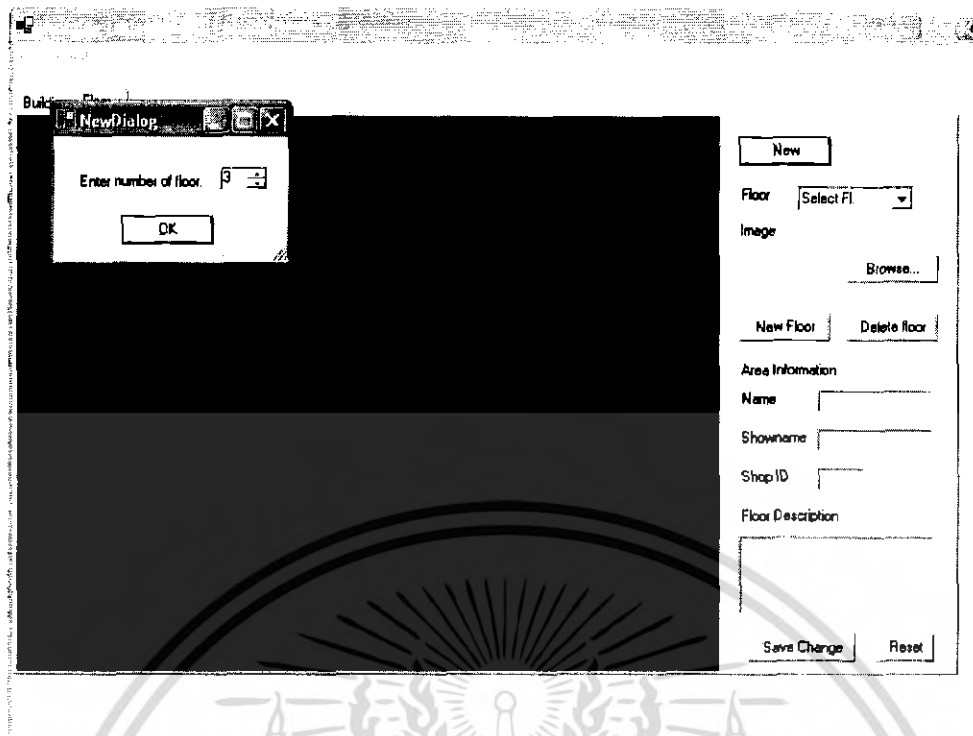 NewDialog
Enter number of floor. 3
OK
New
Floor Select Fl.
Image
Browse...
New Floor Delete floor
Area Information
Name
Showname
Shop ID
Floor Description
Save Change Reset